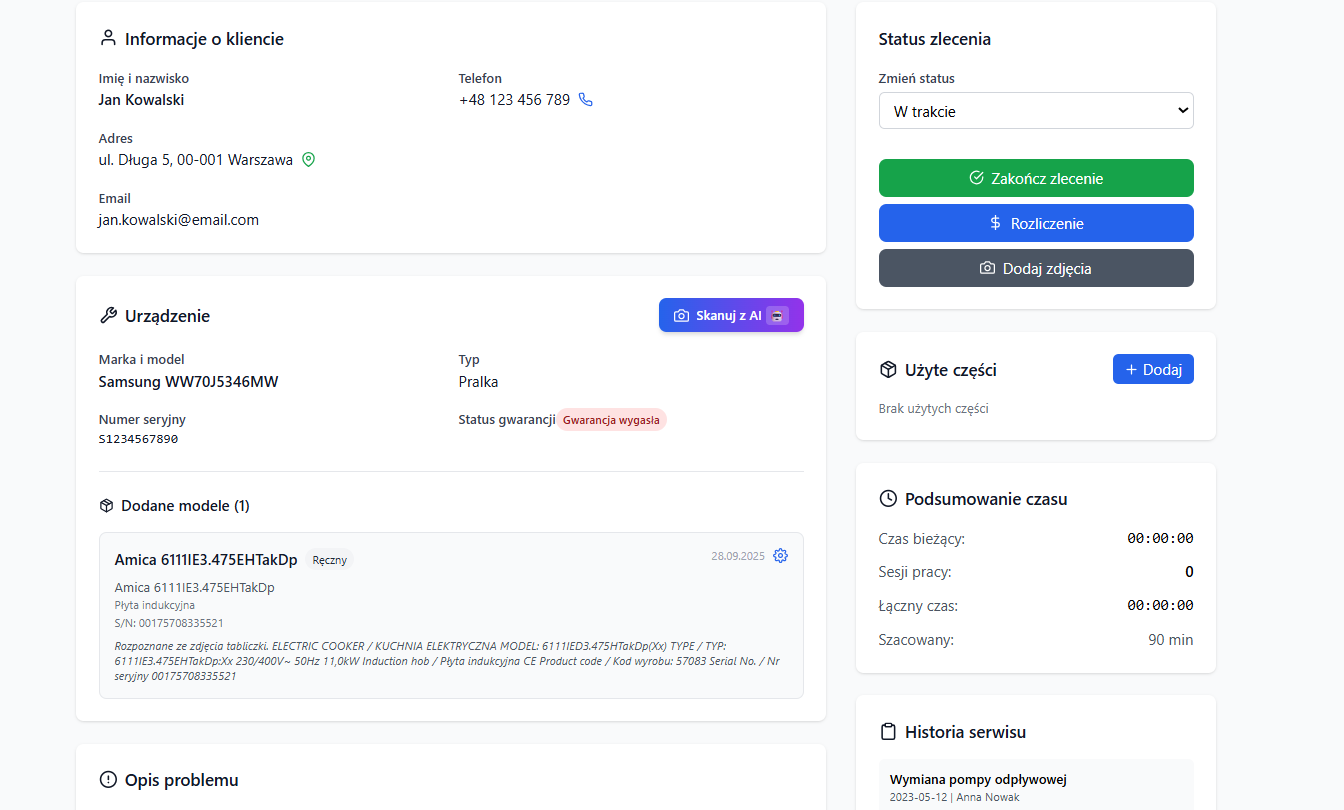 Informacje o kliencie
Imię i nazwisko
Jan Kowalski
Telefon
+48 123 456 789
Adres
ul. Długa 5, 00-001 Warszawa
Email
jan.kowalski@email.com
Urządzenie
Skanuj z AI
Marka i model
Samsung WW70J5346MW
Typ
Pralka
Numer seryjny
S1234567890
Status gwarancji Gwarancja wygasła
Dodane modele (1)
Amica 6111IE3.475EHTakDp Ręczny
28.09.2025
Amica 6111IE3.475EHTakDp
Płyta indukcyjna
S/N: 00175708335521
Rozpoznane ze zdjęcia tabliczki. ELECTRIC COOKER / KUCHNIA ELEKTRYCZNA MODEL: 6111IED3.475HTakDp(Xx) TYPE / TYP:
6111IE3.475EHTakDp:Xx 230/400V~ 50Hz 11,0kW Induction hob / Płyta indukcyjna CE Product code / Kod wyrobu: 57083 Serial No. / Nr
seryjny 00175708335521
Opis problemu
Status zlecenia
Zmień status
W trakcie
Zakończ zlecenie
$ Rozliczenie
Dodaj zdjęcia
Użyte części
+ Dodaj
Brak użytych części
Podsumowanie czasu
Czas bieżący: 00:00:00
Sesji pracy: 0
Łączny czas: 00:00:00
Szacowany: 90 min
Historia serwisu
Wymiana pompy odpływowej
2023-05-12 | Anna Nowak